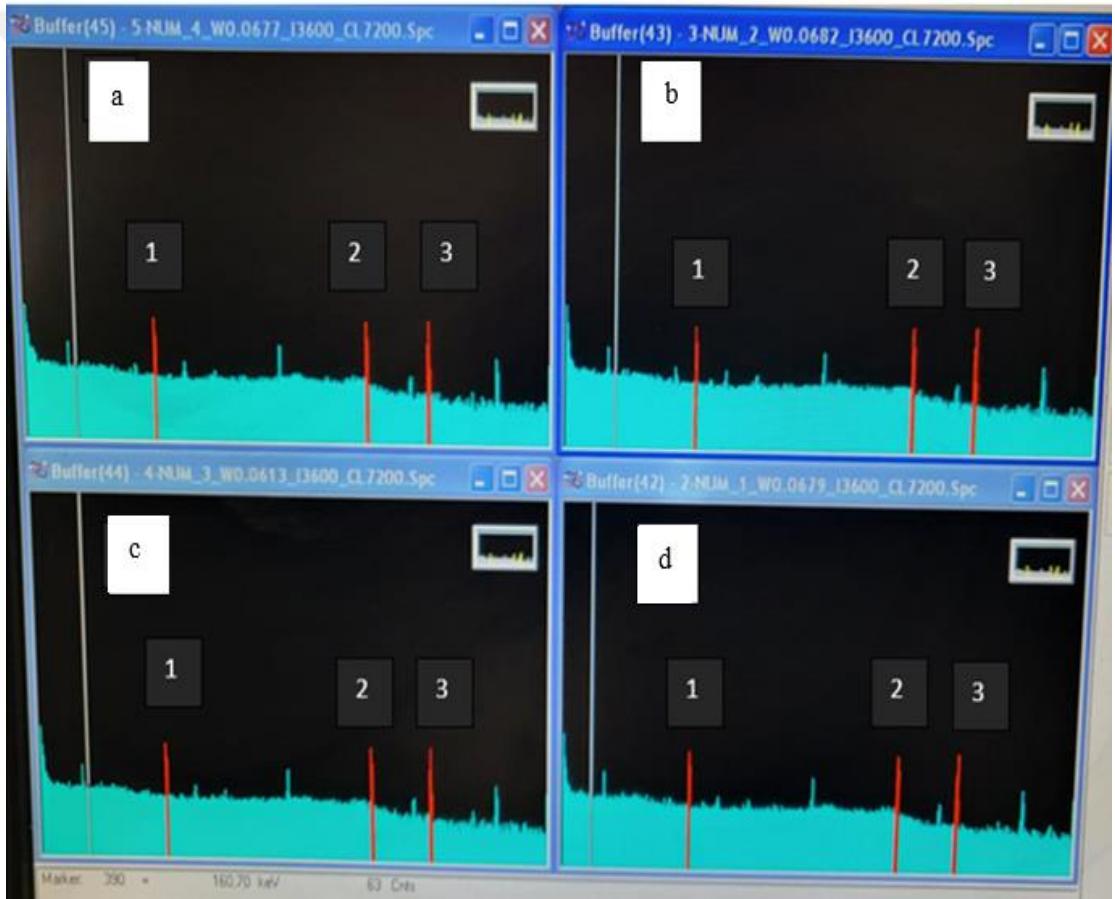 Buffer(45) - 5-NUM_4_W0.0677_I3600_CL7200.Spc
a
1
2
3
Buffer(43) - 3-NUM_2_W0.0682_I3600_CL7200.Spc
b
1
2
3
Buffer(44) - 4-NUM_3_W0.0613_I3600_CL7200.Spc
c
1
2
3
Buffer(42) - 2-NUM_1_W0.0679_I3600_CL7200.Spc
d
1
2
3
Marker: 390 = 160.70 keV 63 Cnts